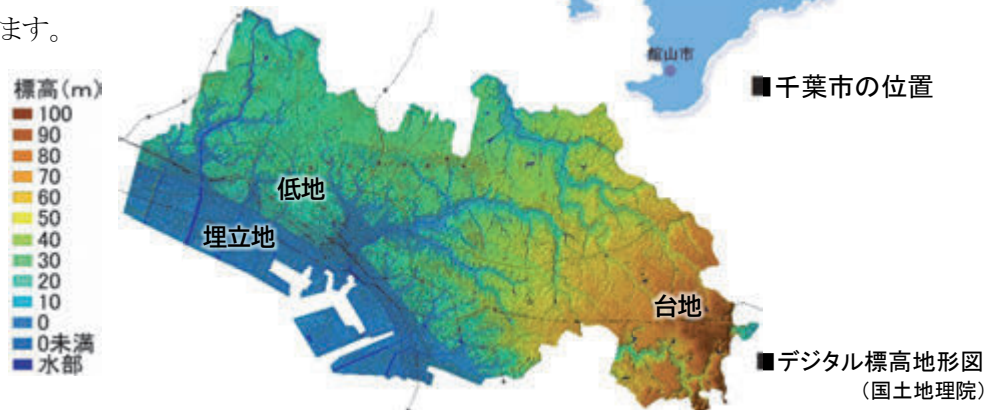 ます。
館山市
■千葉市の位置
標高(m)
100
90
80
70
60
50
40
30
20
10
0
0未満
水部
低地
埋立地
台地
■デジタル標高地形図
(国土地理院)